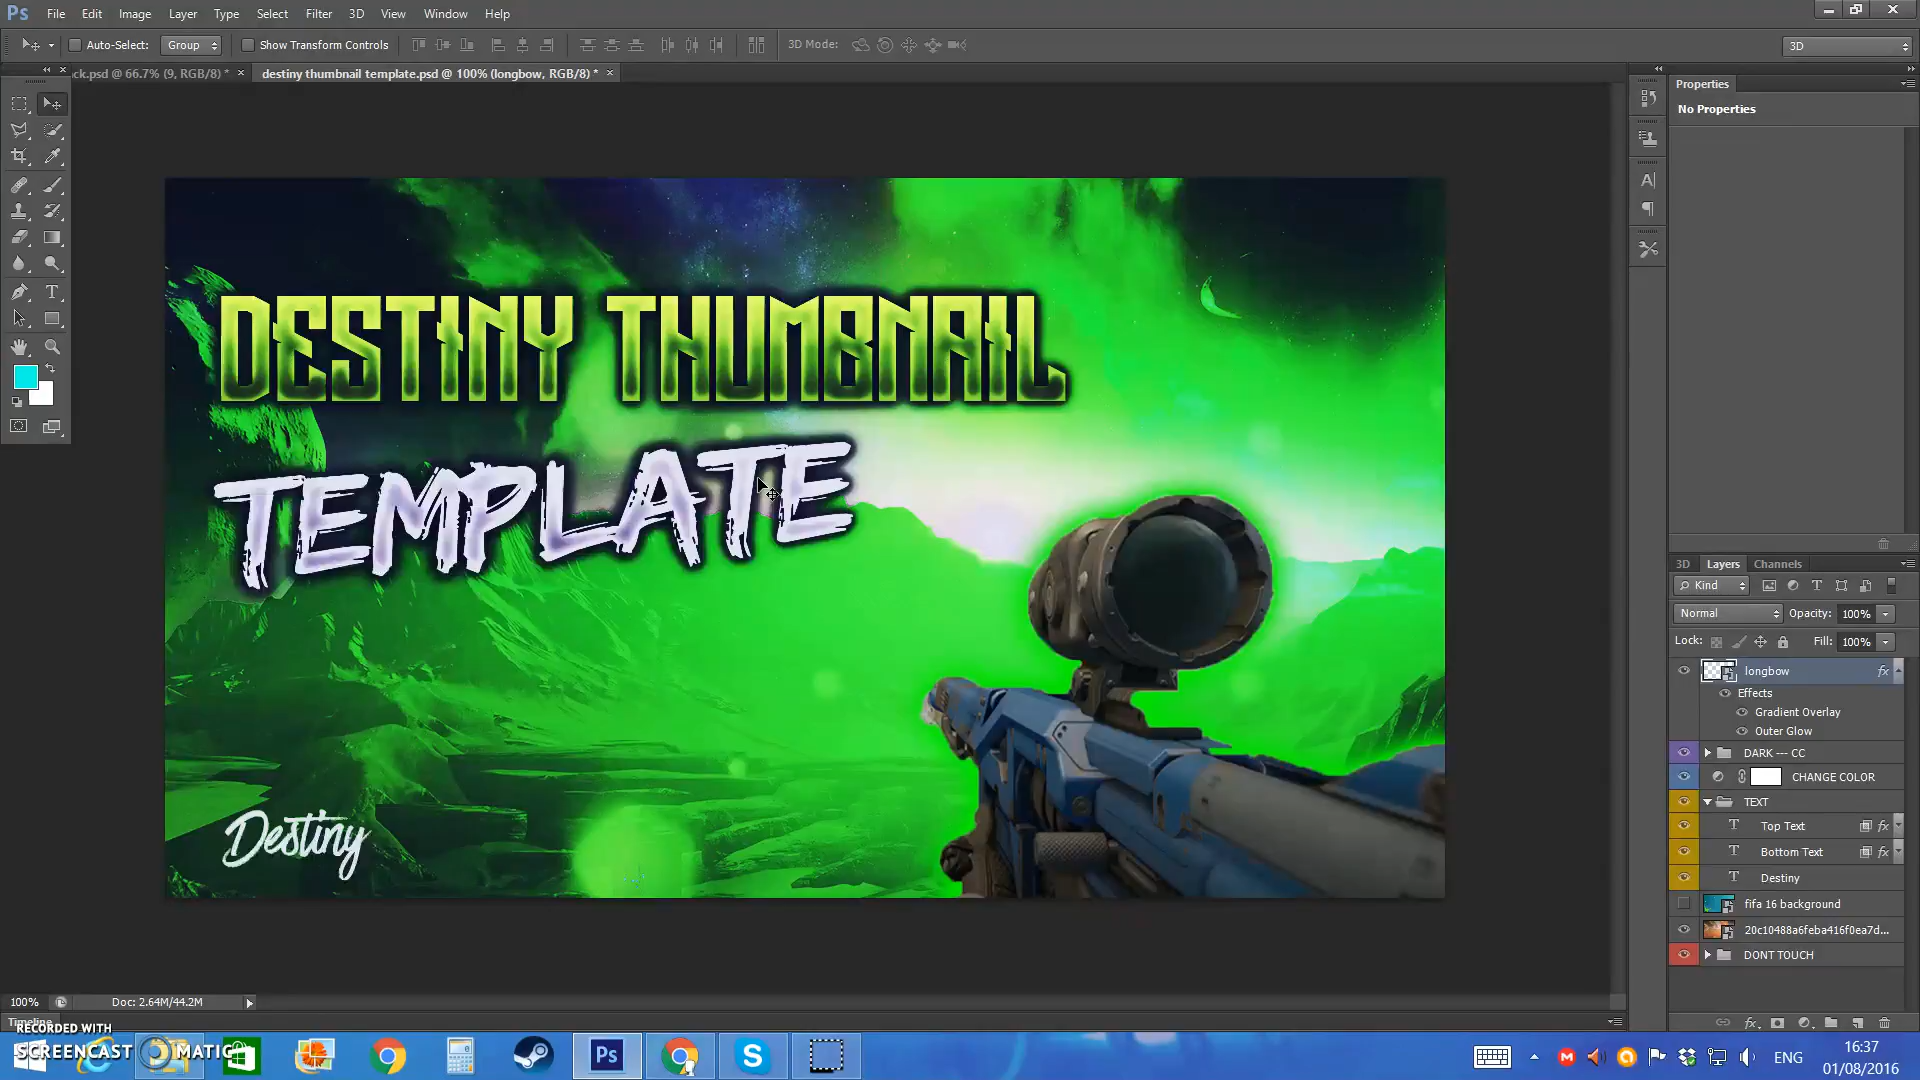 Ps File Edit Image Layer Type Select Filter 3D View Window Help
Auto-Select: Group Show Transform Controls 3D Mode: 3D
ck.psd @ 66.7% (9, RGB/8) * × destiny thumbnail template.psd @ 100% (longbow, RGB/8) * ×
Properties
No Properties
DESTINY THUMBNAIL
TEMPLATE
Destiny
3D Layers Channels
Kind
Normal Opacity: 100%
Lock: Fill: 100%
longbow fx
Effects
Gradient Overlay
Outer Glow
DARK --- CC
CHANGE COLOR
TEXT
T Top Text fx
T Bottom Text fx
T Destiny
fifa 16 background
20c10488a6feba416f0ea7d...
DONT TOUCH
100% Doc: 2.64M/44.2M
Timeline
RECORDED WITH
SCREENCAST MATIC
Ps
ENG
16:37
01/08/2016